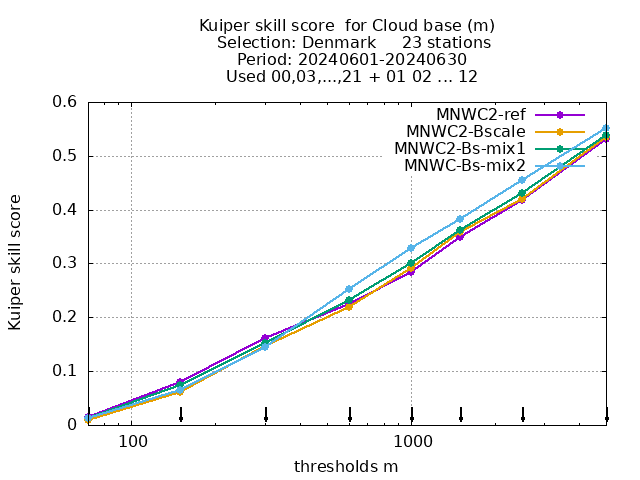 Kuiper skill score  for Cloud base (m)
Selection: Denmark     23 stations
Period: 20240601-20240630
Used 00,03,...,21 + 01 02 ... 12
MNWC2-ref
MNWC2-Bscale
MNWC2-Bs-mix1
MNWC-Bs-mix2
Kuiper skill score
0.6
0.5
0.4
0.3
0.2
0.1
0
100 1000
thresholds m